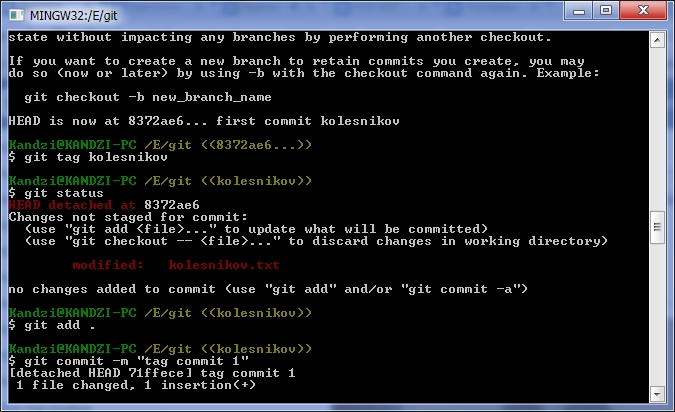 MINGW32:/E/git
state without impacting any branches by performing another checkout.
If you want to create a new branch to retain commits you create, you may
do so (now or later) by using -b with the checkout command again. Example:
git checkout -b new_branch_name
HEAD is now at 8372ae6... first commit kolesnikov
Kandzi@KANDZI-PC /E/git ((8372ae6...))
$ git tag kolesnikov
Kandzi@KANDZI-PC /E/git ((kolesnikov))
$ git status
HEAD detached at 8372ae6
Changes not staged for commit:
(use "git add <file>..." to update what will be committed)
(use "git checkout -- <file>..." to discard changes in working directory)
modified:   kolesnikov.txt
no changes added to commit (use "git add" and/or "git commit -a")
Kandzi@KANDZI-PC /E/git ((kolesnikov))
$ git add .
Kandzi@KANDZI-PC /E/git ((kolesnikov))
$ git commit -m "tag commit 1"
[detached HEAD 71ffece] tag commit 1
1 file changed, 1 insertion(+)